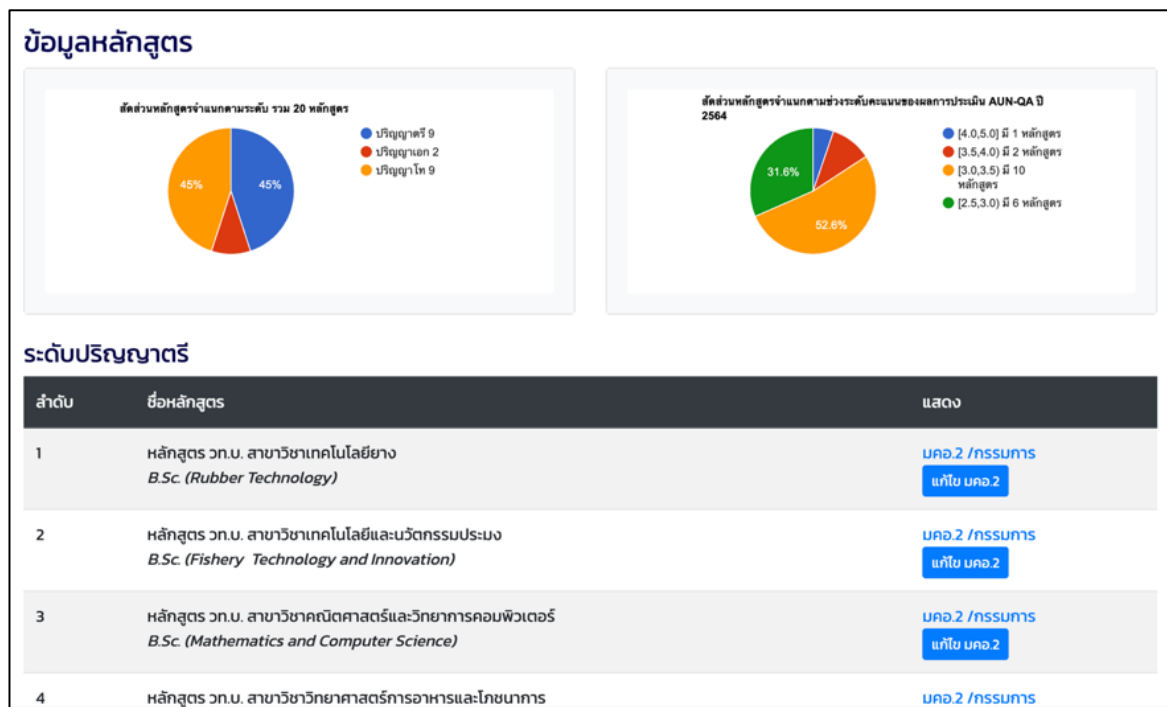 ข้อมูลหลักสูตร
สัดส่วนหลักสูตรจำแนกตามระดับ รวม 20 หลักสูตร
45%
45%
ปริญญาตรี 9
ปริญญาเอก 2
ปริญญาโท 9
สัดส่วนหลักสูตรจำแนกตามช่วงระดับคะแนนของผลการประเมิน AUN-QA ปี
2564
31.6%
52.6%
[4.0,5.0] มี 1 หลักสูตร
[3.5,4.0) มี 2 หลักสูตร
[3.0,3.5) มี 10
หลักสูตร
[2.5,3.0) มี 6 หลักสูตร
ระดับปริญญาตรี
ลำดับ ชื่อหลักสูตร แสดง
1 หลักสูตร วท.บ. สาขาวิชาเทคโนโลยียาง มคอ.2 /กรรมการ
B.Sc. (Rubber Technology) แก้ไข มคอ.2
2 หลักสูตร วท.บ. สาขาวิชาเทคโนโลยีและนวัตกรรมประมง มคอ.2 /กรรมการ
B.Sc. (Fishery Technology and Innovation) แก้ไข มคอ.2
3 หลักสูตร วท.บ. สาขาวิชาคณิตศาสตร์และวิทยาการคอมพิวเตอร์ มคอ.2 /กรรมการ
B.Sc. (Mathematics and Computer Science) แก้ไข มคอ.2
4 หลักสูตร วท.บ. สาขาวิชาวิทยาศาสตร์การอาหารและโภชนาการ มคอ.2 /กรรมการ